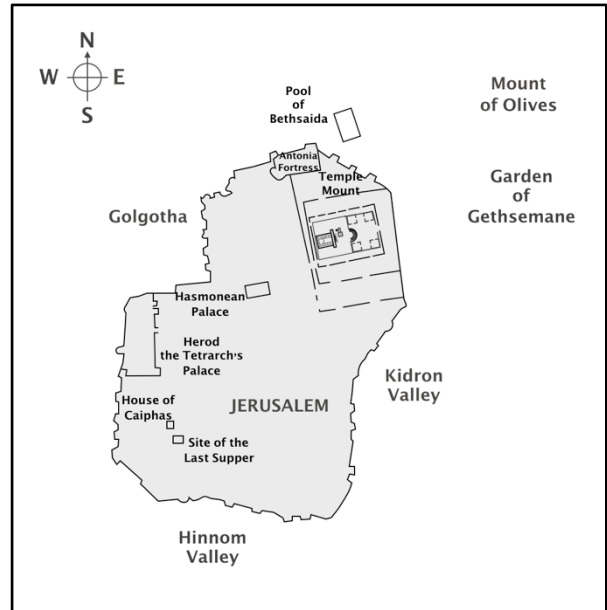 N
W E
S
Pool
of
Bethsaida
Mount
of Olives
Antonia
Fortress
Temple
Mount
Garden
of
Gethsemane
Golgotha
Hasmonean
Palace
Herod
the Tetrarch's
Palace
Kidron
Valley
House of
Caiphas
JERUSALEM
Site of the
Last Supper
Hinnom
Valley